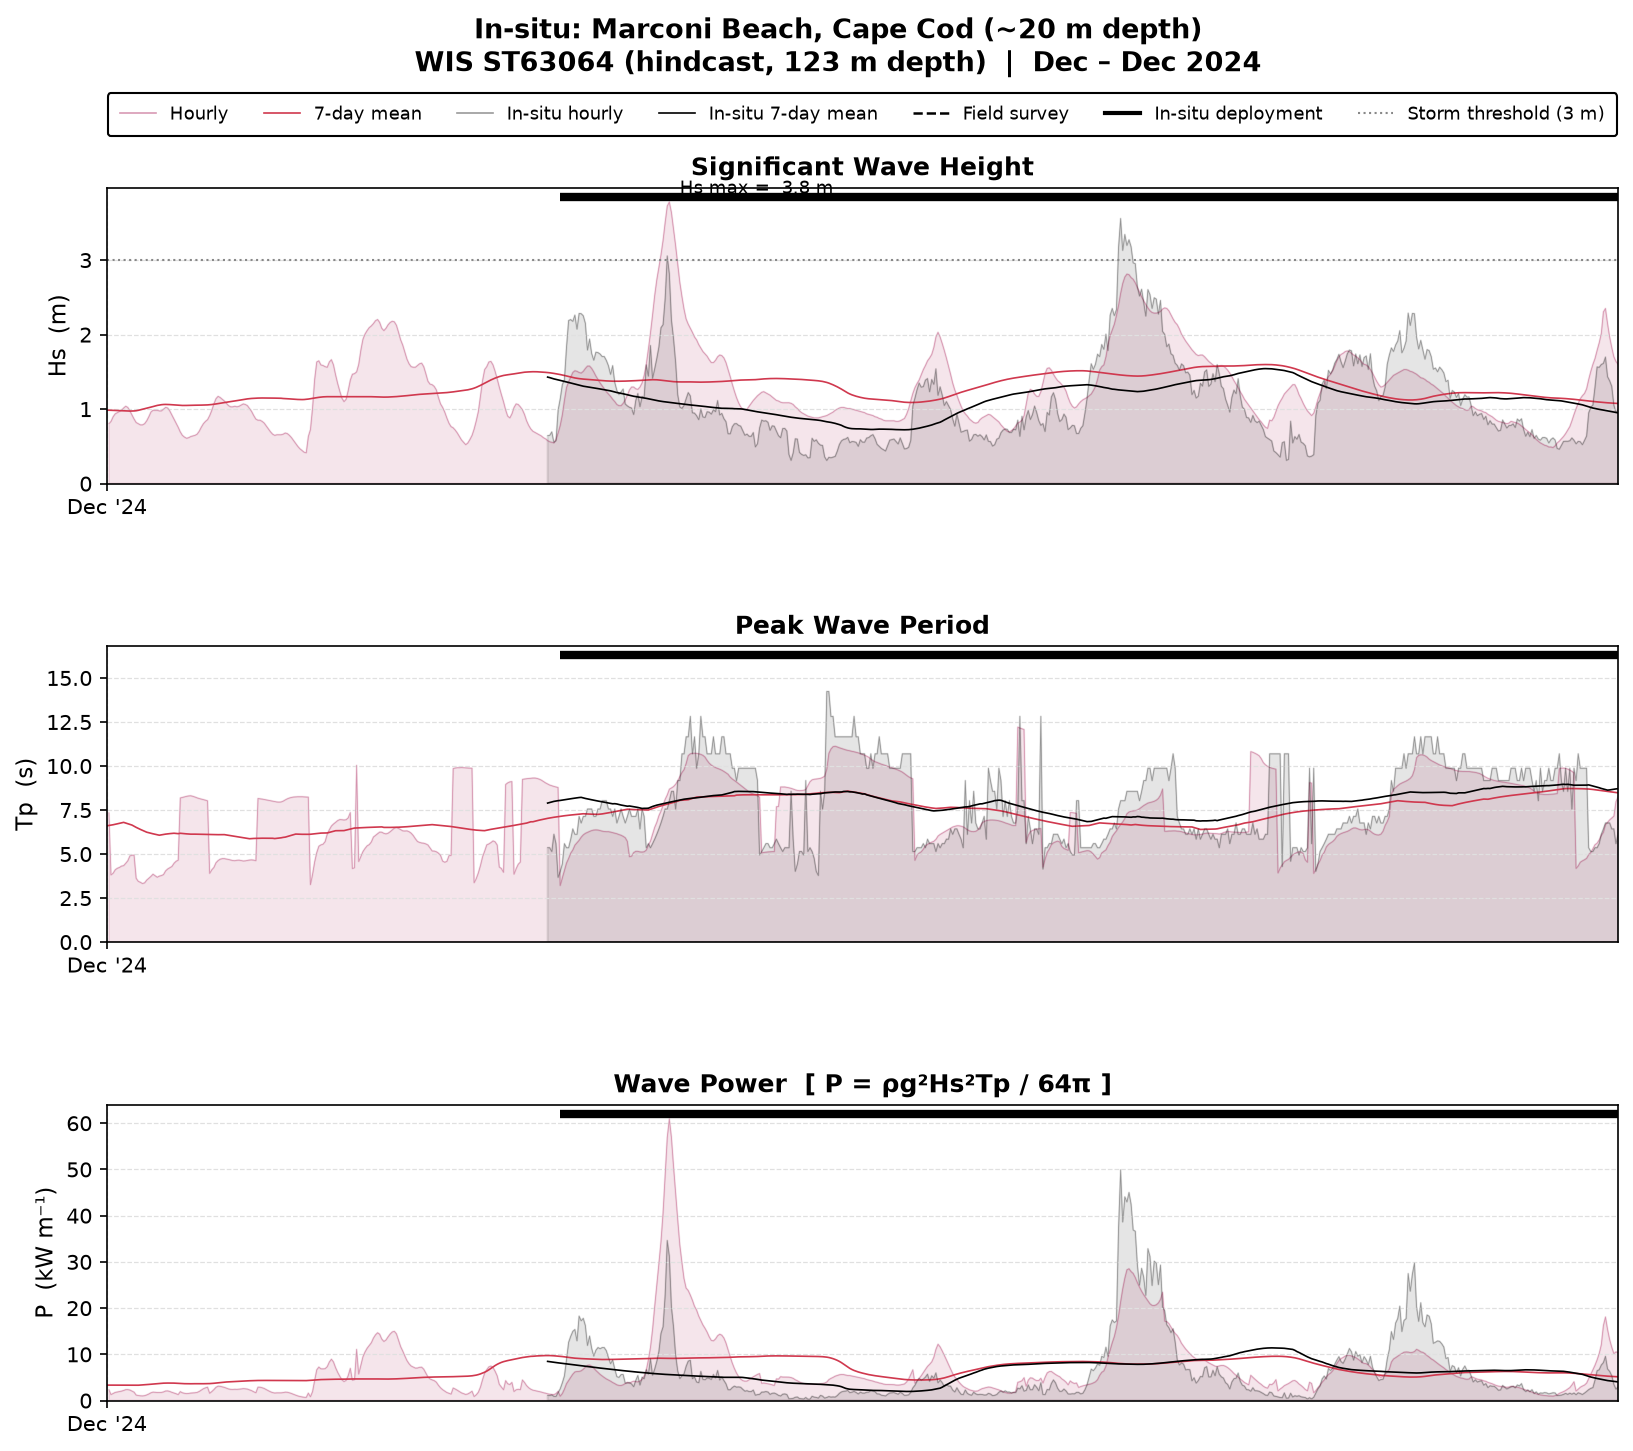 In-situ: Marconi Beach, Cape Cod (~20 m depth)
WIS ST63064 (hindcast, 123 m depth) | Dec – Dec 2024
Hourly 7-day mean In-situ hourly In-situ 7-day mean Field survey In-situ deployment Storm threshold (3 m)
Significant Wave Height
Hs max = 3.8 m
Hs (m)
3
2
1
0
Dec '24
Peak Wave Period
Tp (s)
15.0
12.5
10.0
7.5
5.0
2.5
0.0
Dec '24
Wave Power [ P = ρg²Hs²Tp / 64π ]
P (kW m⁻¹)
60
50
40
30
20
10
0
Dec '24